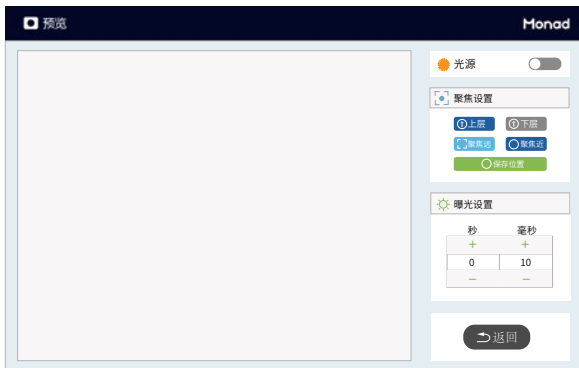 预览
Monad
光源
聚焦设置
上层 下层
聚焦远 聚焦近
保存位置
曝光设置
秒 毫秒
+ +
0 10
− −
返回